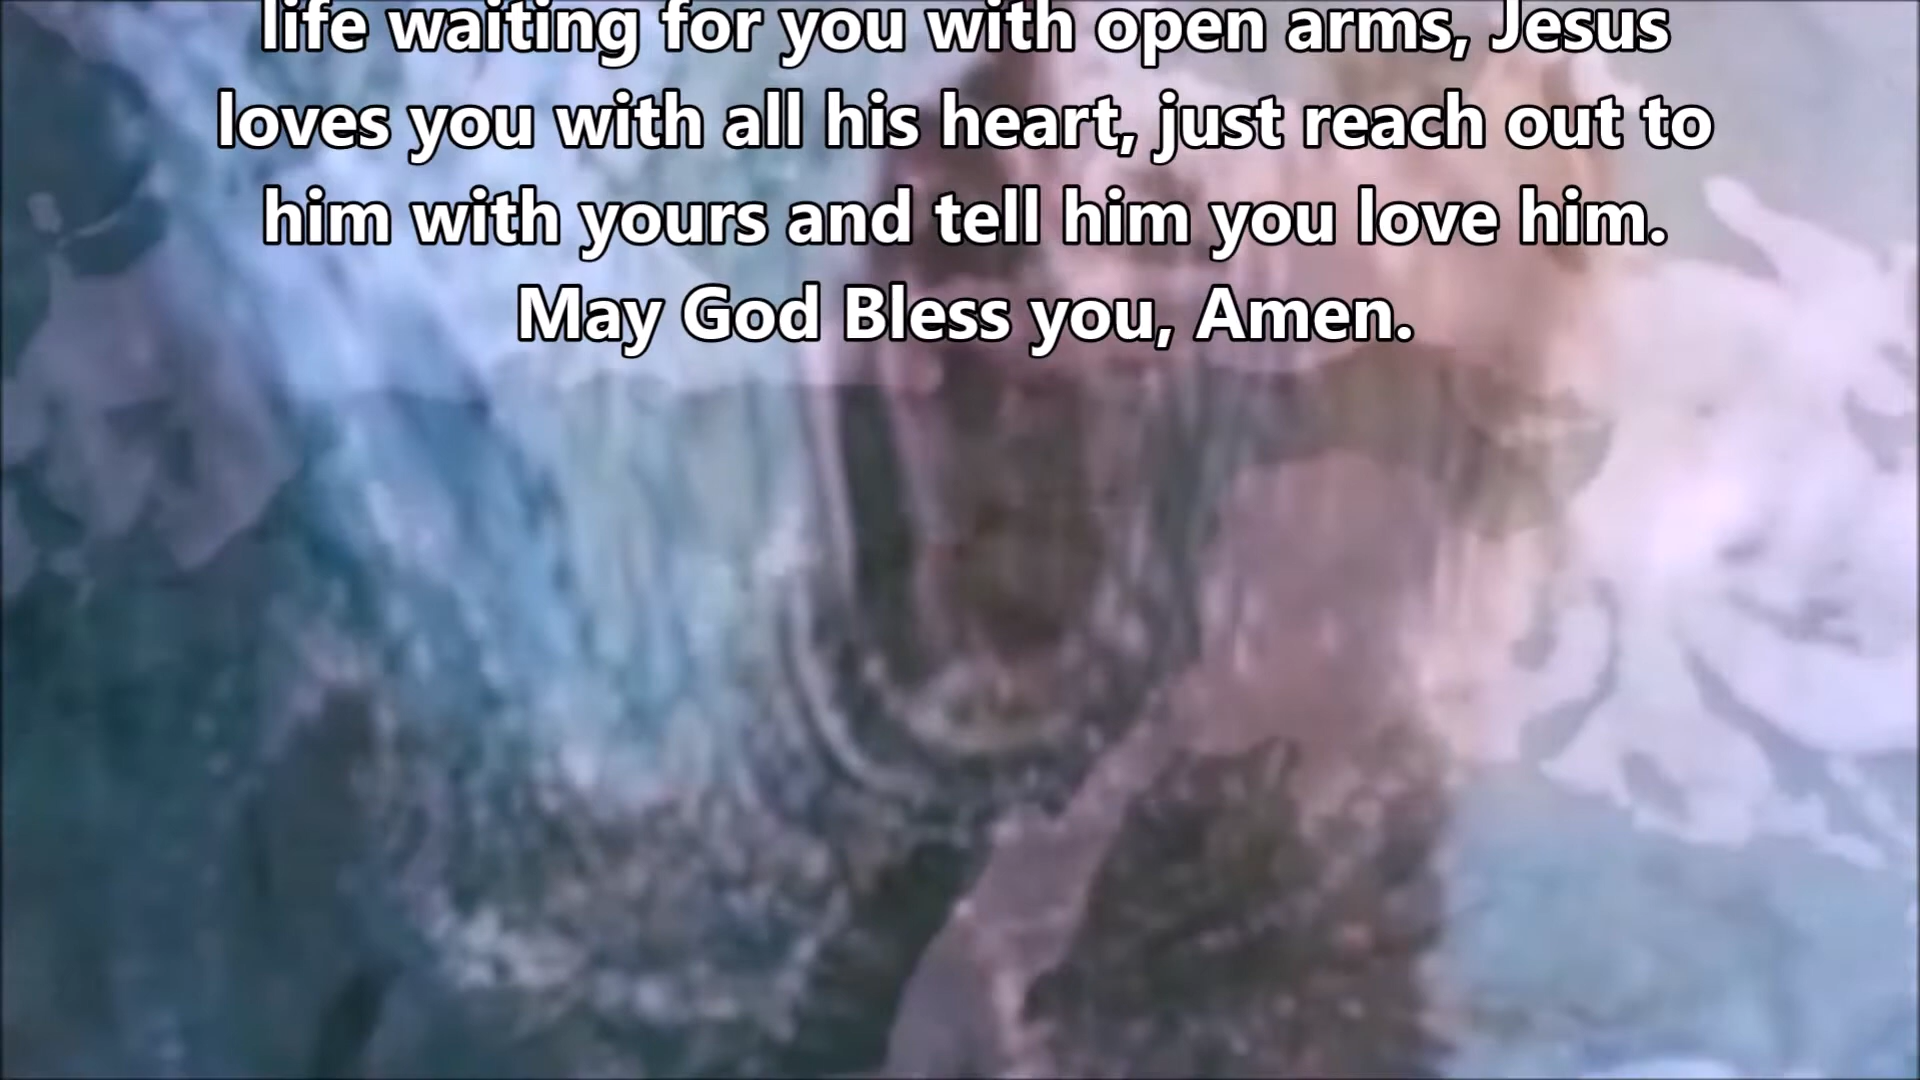 life waiting for you with open arms, Jesus
loves you with all his heart, just reach out to
him with yours and tell him you love him.
May God Bless you, Amen.